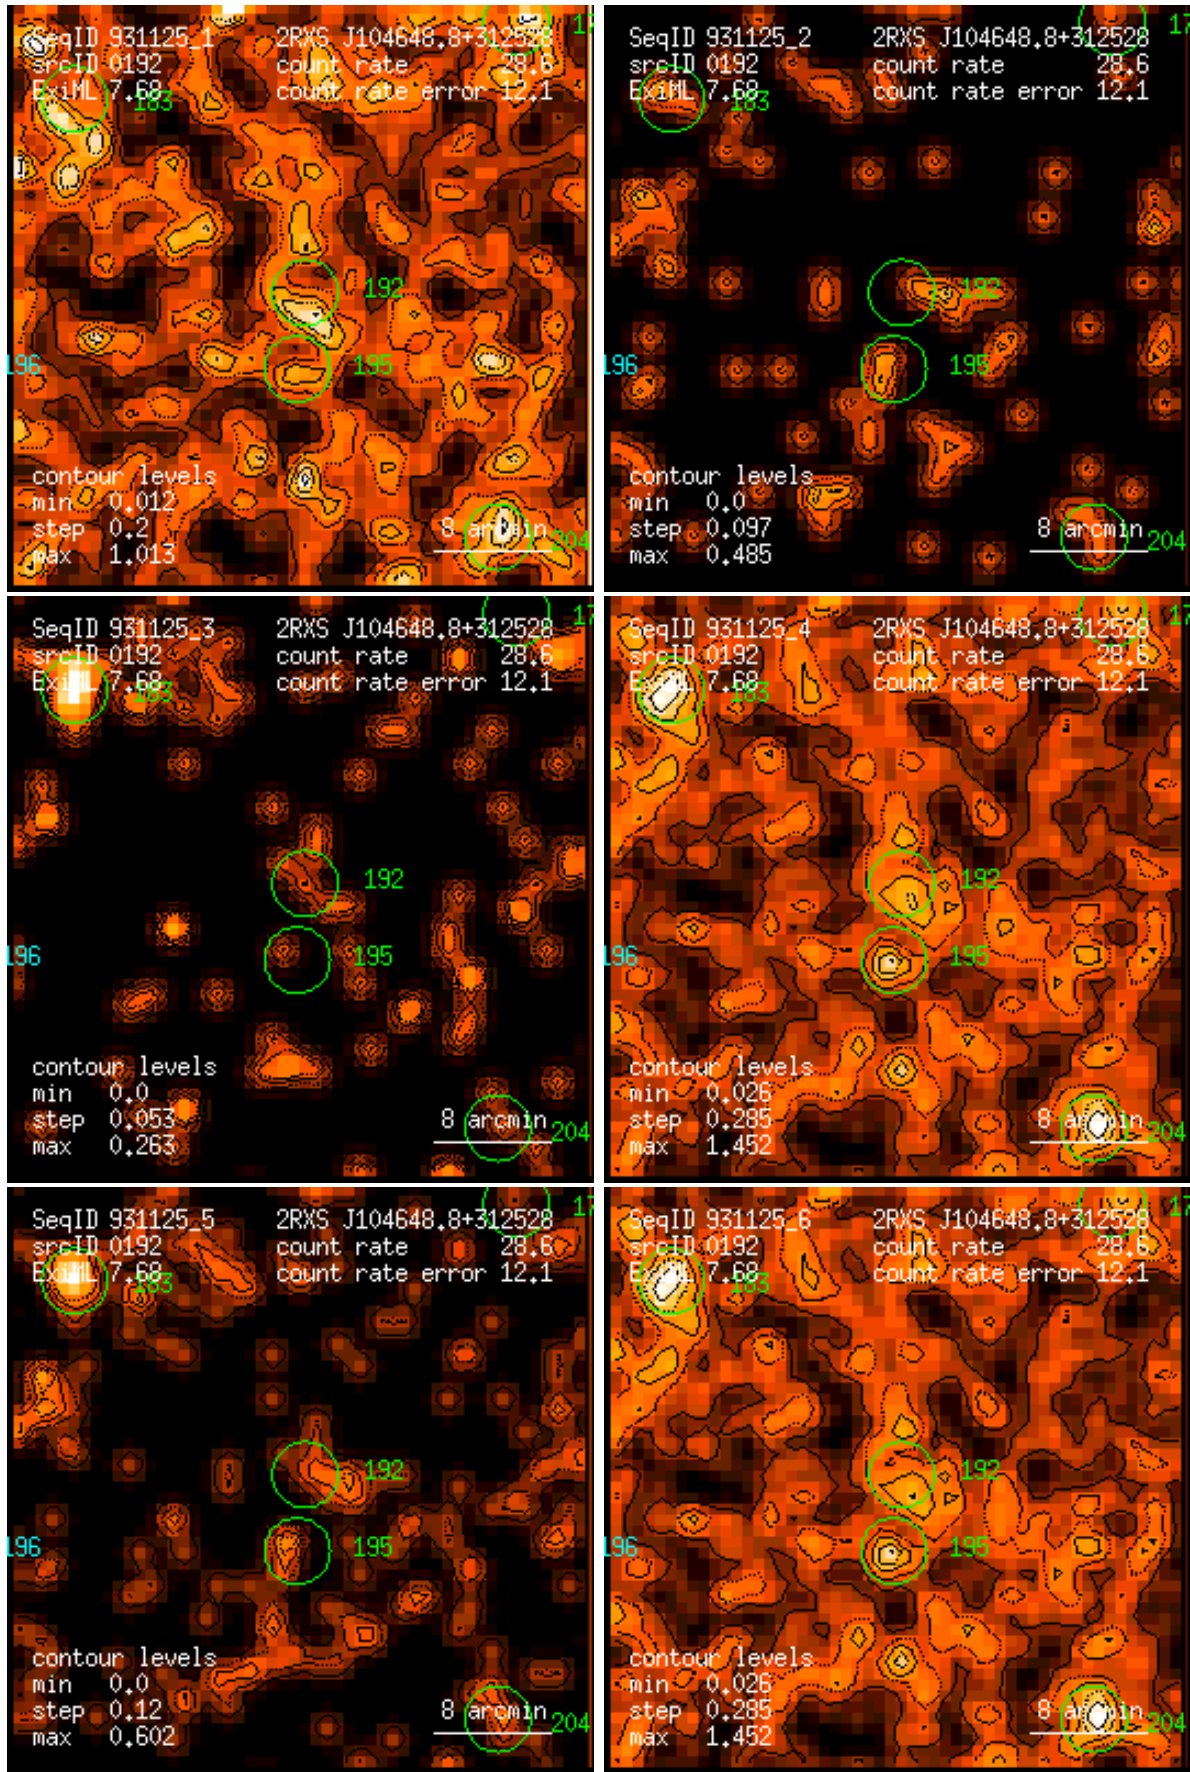 SeqID 931125_1 2RXS J104648.8+312528 17
srcID 0192 count rate 28.6
ExiML 7.68 count rate error 12.1
183
192
196 195
contour levels
min 0.012
step 0.2 8 arcmin 204
max 1.013
SeqID 931125_2 2RXS J104648.8+312528 17
srcID 0192 count rate 28.6
ExiML 7.68 count rate error 12.1
183
192
196 195
contour levels
min 0.0
step 0.097 8 arcmin 204
max 0.485
SeqID 931125_3 2RXS J104648.8+312528 17
srcID 0192 count rate 28.6
ExiML 7.68 count rate error 12.1
183
192
196 195
contour levels
min 0.0
step 0.053 8 arcmin 204
max 0.263
SeqID 931125_4 2RXS J104648.8+312528 17
srcID 0192 count rate 28.6
ExiML 7.68 count rate error 12.1
183
192
196 195
contour levels
min 0.026
step 0.285 8 arcmin 204
max 1.452
SeqID 931125_5 2RXS J104648.8+312528 17
srcID 0192 count rate 28.6
ExiML 7.68 count rate error 12.1
183
192
196 195
contour levels
min 0.0
step 0.12 8 arcmin 204
max 0.602
SeqID 931125_6 2RXS J104648.8+312528 17
srcID 0192 count rate 28.6
ExiML 7.68 count rate error 12.1
183
192
196 195
contour levels
min 0.026
step 0.285 8 arcmin 204
max 1.452